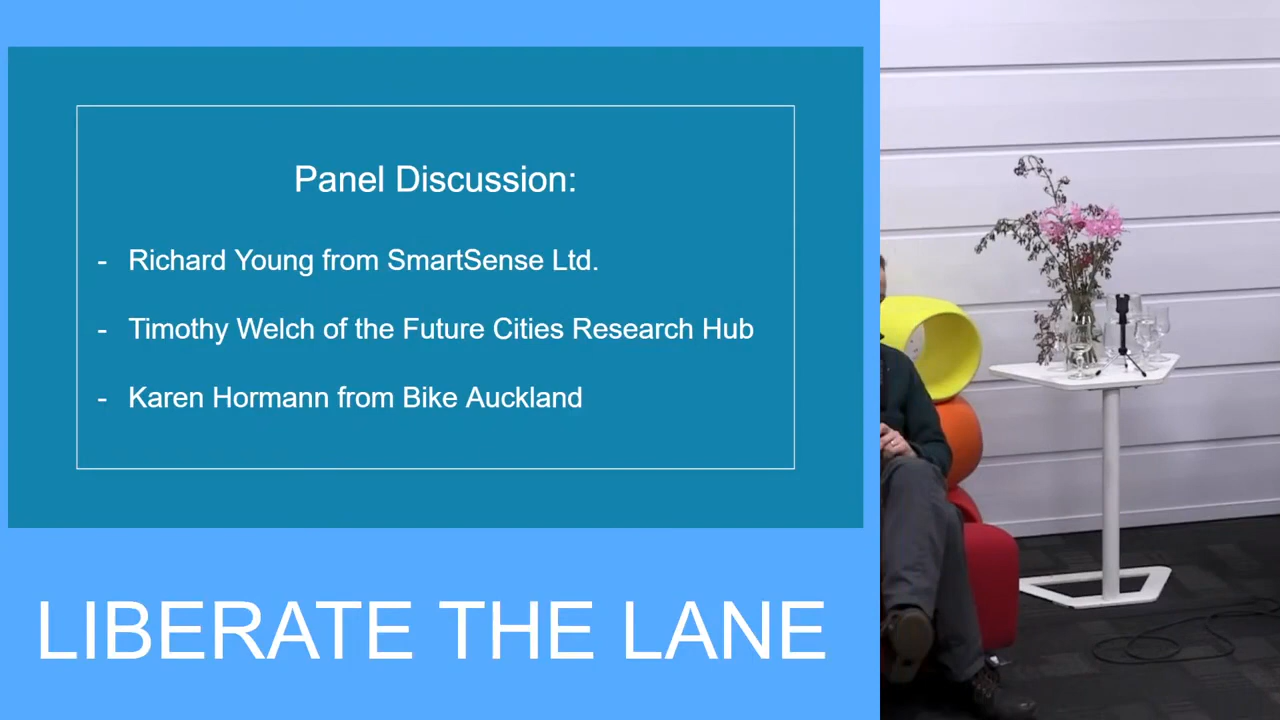 Panel Discussion:
- Richard Young from SmartSense Ltd.
- Timothy Welch of the Future Cities Research Hub
- Karen Hormann from Bike Auckland
LIBERATE THE LANE